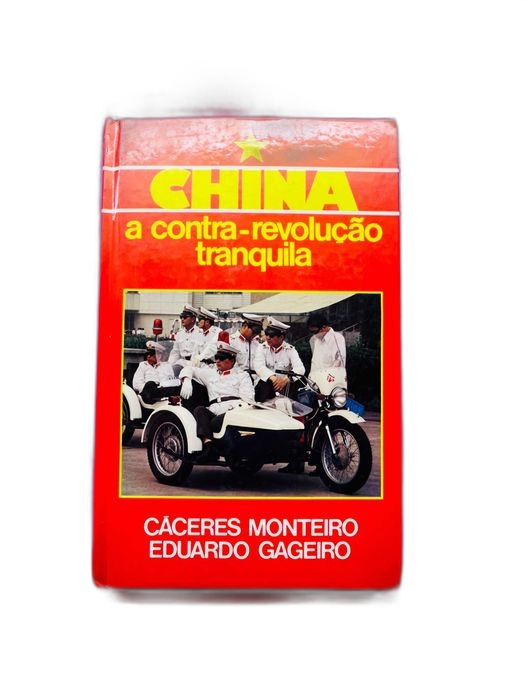 CHINA
a contra-revolução
tranquila
CÁCERES MONTEIRO
EDUARDO GAGEIRO